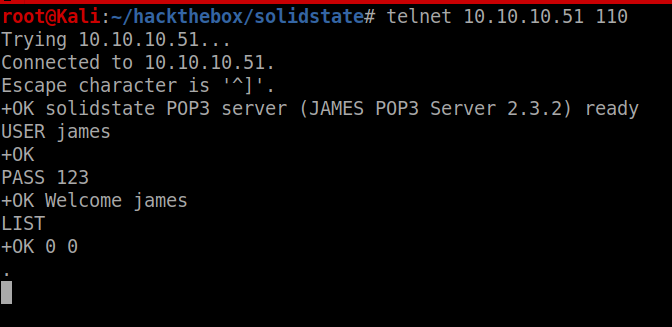 root@Kali:~/hackthebox/solidstate# telnet 10.10.10.51 110
Trying 10.10.10.51...
Connected to 10.10.10.51.
Escape character is '^]'.
+OK solidstate POP3 server (JAMES POP3 Server 2.3.2) ready
USER james
+OK
PASS 123
+OK Welcome james
LIST
+OK 0 0
.